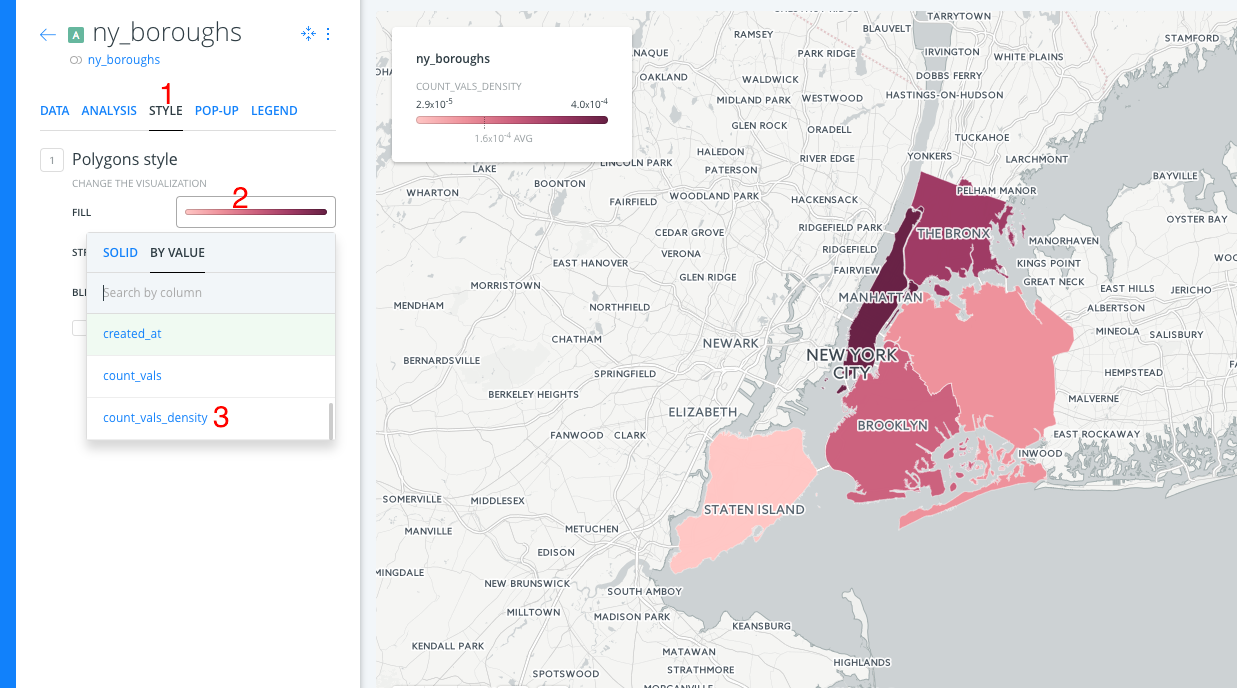 A ny_boroughs
ny_boroughs
1
DATA ANALYSIS STYLE POP-UP LEGEND
1 Polygons style
CHANGE THE VISUALIZATION
2
FILL
SOLID BY VALUE
Search by column
created_at
count_vals
count_vals_density 3
ny_boroughs
COUNT_VALS_DENSITY
2.9x10-5 4.0x10-4
1.6x10-4 AVG
TARRYTOWN
RAMSEY
BLAUVELT
STAMFORD
PARK RIDGE
IRVINGTON
WHITE PLAINS
OAKLAND
WALDWICK
DOBBS FERRY
HASTINGS-ON-HUDSON
MIDLAND PARK
WESTWOOD
GLEN ROCK
ORADELL
TUCKAHOE
HALEDON
RIVER EDGE
YONKERS
LARCHMONT
LINCOLN PARK
PATERSON
LAKE
BOONTON
BAYVILLE
WHARTON
WOODLAND PARK
PELHAM MANOR
FAIRFIELD
HACKENSACK
OYSTER BAY
CEDAR GROVE
RIDGEFIELD PARK
THE BRONX
MANORHAVEN
VERONA
RIDGEFIELD
EAST HANOVER
KINGS POINT
GLEN RIDGE
FAIRVIEW
GREAT NECK
MORRISTOWN
EAST HILLS
JERICHO
MENDHAM
NORTHFIELD
MANHATTAN
ALBERTON
MINEOLA
SALISBURY
CHATHAM
NEWARK
NEW YORK
CITY
BERNARDSVILLE
SPRINGFIELD
HEMPSTEAD
BERKELEY HEIGHTS
MALVERNE
ELIZABETH
BROOKLYN
FANWOOD
CLARK
EAST ROCKAWAY
INWOOD
SOMERVILLE
MIDDLESEX
STATEN ISLAND
MANVILLE
METUCHEN
EDISON
NEW BRUNSWICK
SOUTH AMBOY
MILLTOWN
MADISON PARK
KEANSBURG
KENDALL PARK
MATAWAN
HIGHLANDS
STRATHMORE
SPOTSWOOD